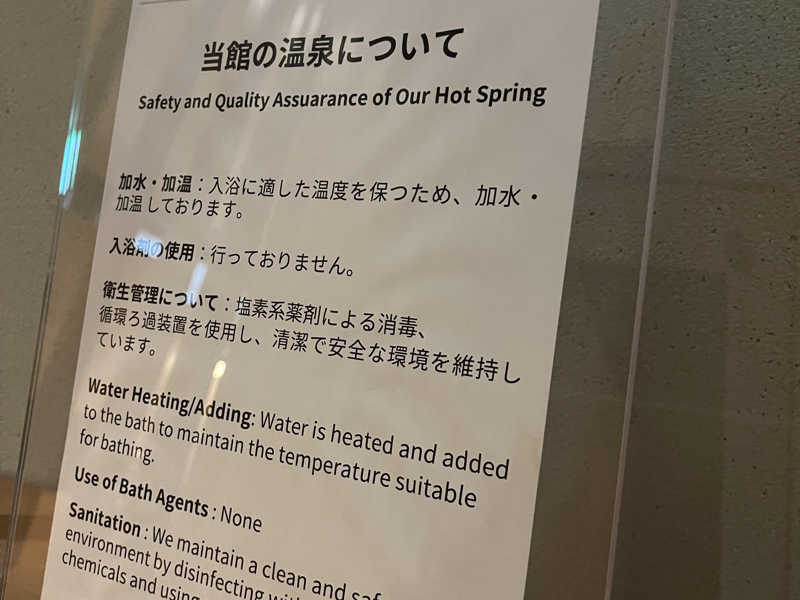 当館の温泉について
Safety and Quality Assuarance of Our Hot Spring
加水・加温：入浴に適した温度を保つため、加水・
加温しております。
入浴剤の使用：行っておりません。
衛生管理について：塩素系薬剤による消毒、
循環ろ過装置を使用し、清潔で安全な環境を維持し
ています。
Water Heating/Adding: Water is heated and added
to the bath to maintain the temperature suitable
for bathing.
Use of Bath Agents : None
Sanitation : We maintain a clean and
environment by disinfecting
chemicals and using